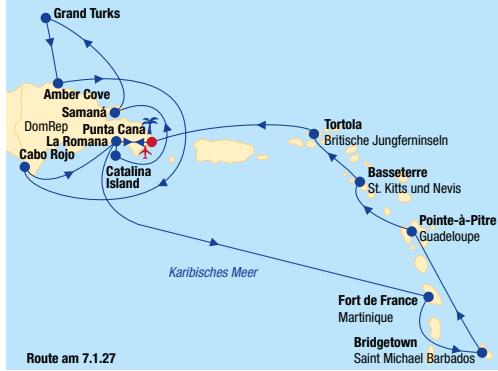 Grand Turks
Amber Cove
Samaná
DomRep
Punta Cana
La Romana
Cabo Rojo
Catalina
Island
Tortola
Britische Jungferninseln
Basseterre
St. Kitts und Nevis
Pointe-à-Pitre
Guadeloupe
Karibisches Meer
Fort de France
Martinique
Bridgetown
Saint Michael Barbados
Route am 7.1.27